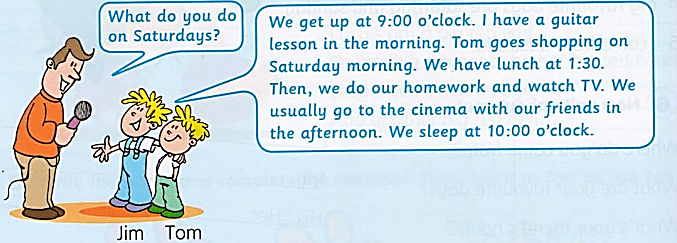 What do you do
on Saturdays?
We get up at 9:00 o'clock. I have a guitar
lesson in the morning. Tom goes shopping on
Saturday morning. We have lunch at 1:30.
Then, we do our homework and watch TV. We
usually go to the cinema with our friends in
the afternoon. We sleep at 10:00 o'clock.
Jim Tom